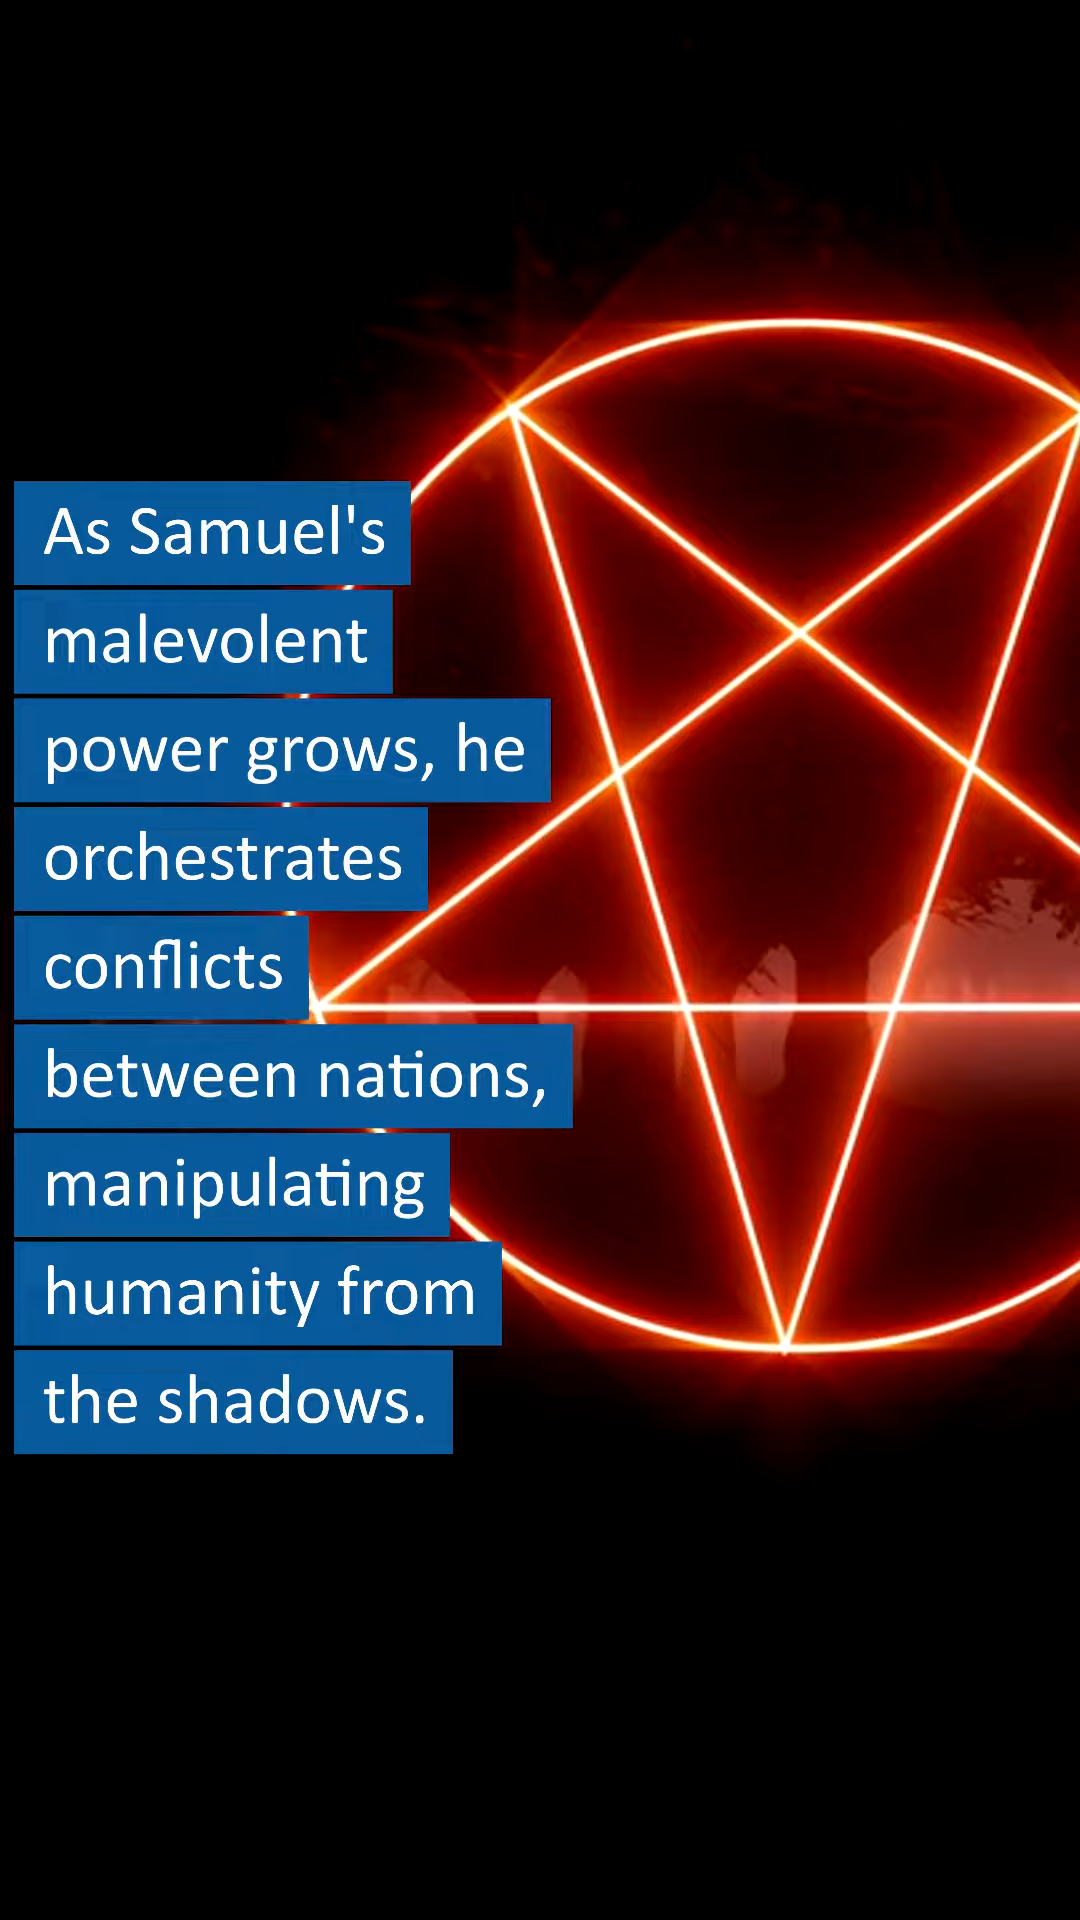 As Samuel's
malevolent
power grows, he
orchestrates
conflicts
between nations,
manipulating
humanity from
the shadows.